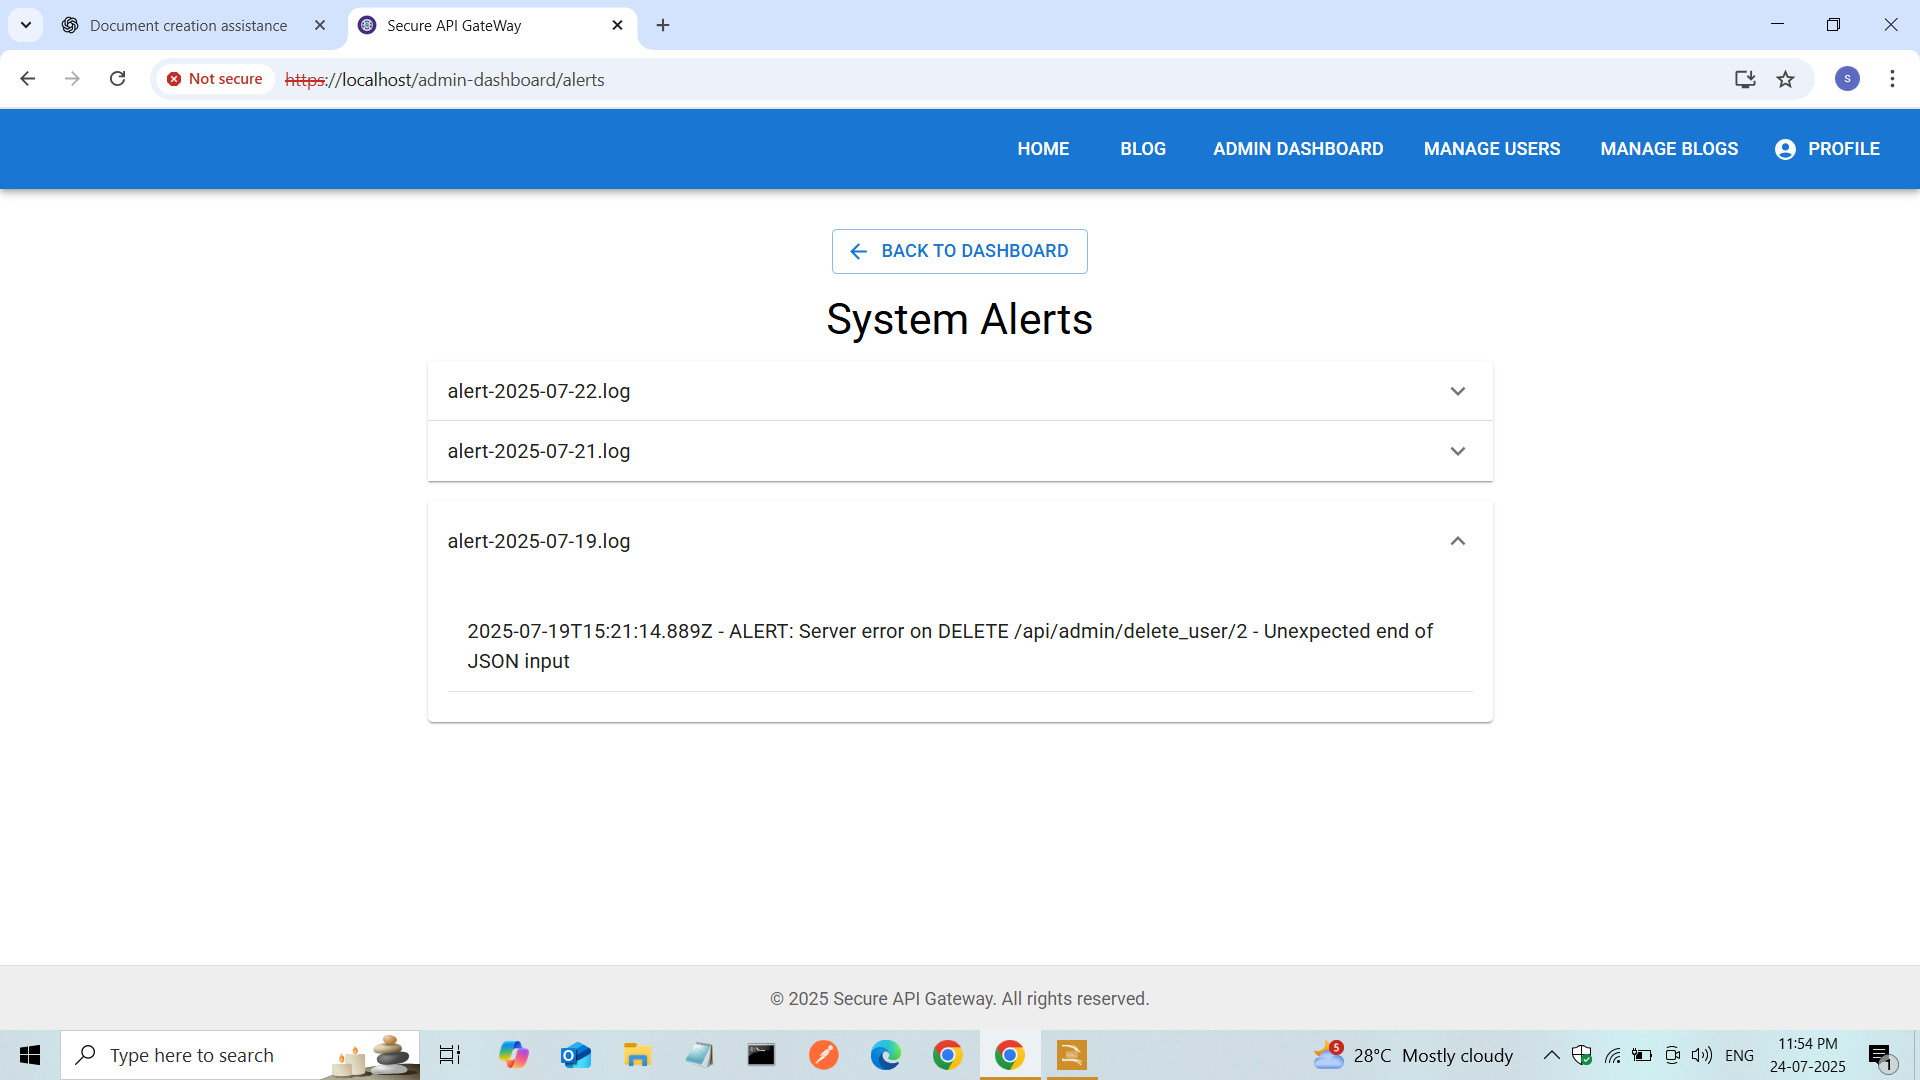 Document creation assistance
Secure API GateWay
Not secure
https://localhost/admin-dashboard/alerts
S
HOME
BLOG
ADMIN DASHBOARD
MANAGE USERS
MANAGE BLOGS
PROFILE
BACK TO DASHBOARD
System Alerts
alert-2025-07-22.log
alert-2025-07-21.log
alert-2025-07-19.log
2025-07-19T15:21:14.889Z - ALERT: Server error on DELETE /api/admin/delete_user/2 - Unexpected end of
JSON input
© 2025 Secure API Gateway. All rights reserved.
Type here to search
5
28°C Mostly cloudy
ENG
11:54 PM
24-07-2025
1